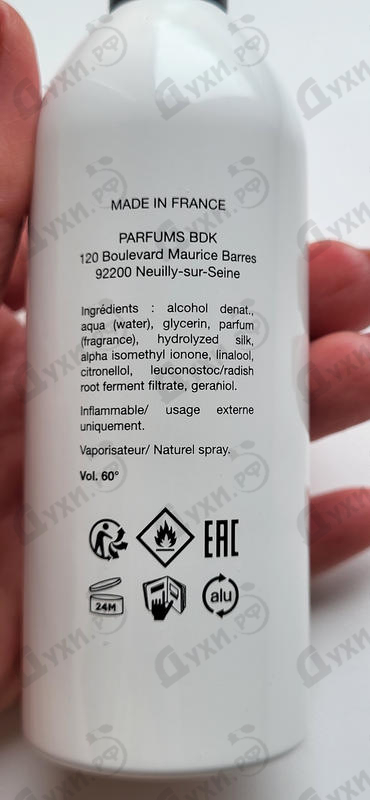 MADE IN FRANCE
PARFUMS BDK
120 Boulevard Maurice Barres
92200 Neuilly-sur-Seine
Ingrédients : alcohol denat.,
aqua (water), glycerin, parfum
(fragrance), hydrolyzed silk,
alpha isomethyl ionone, linalool,
citronellol, leuconostoc/radish
root ferment filtrate, geraniol.
Inflammable/ usage externe
uniquement.
Vaporisateur/ Naturel spray.
Vol. 60°
EAC
24M
alu
Духи.рф